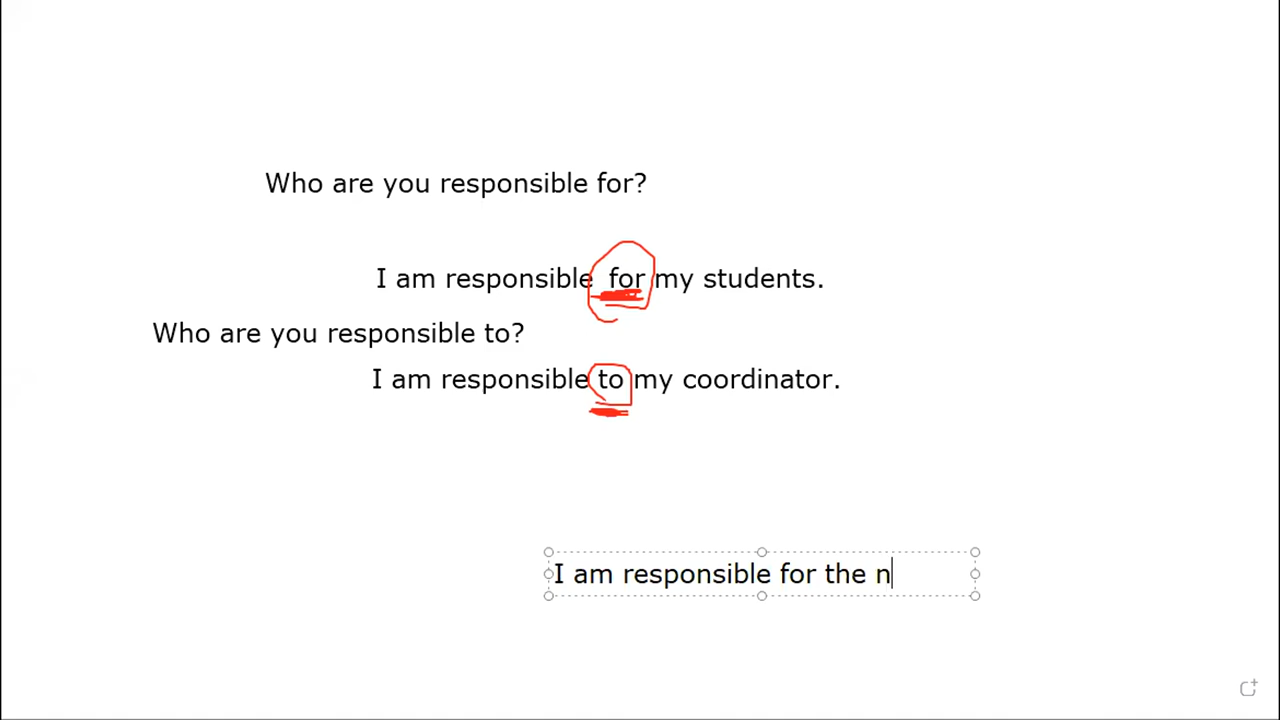 Who are you responsible for?
I am responsible for my students.
Who are you responsible to?
I am responsible to my coordinator.
I am responsible for the n